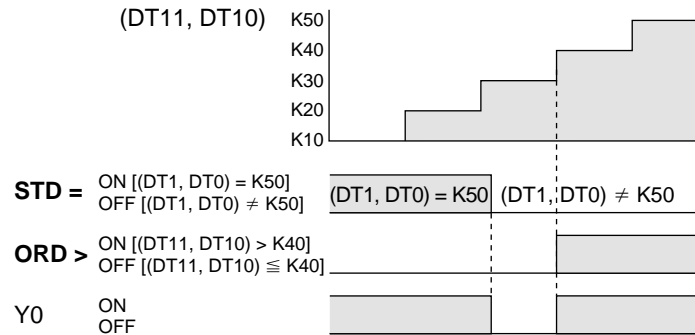 (DT11, DT10)
K50
K40
K30
K20
K10
STD = ON [(DT1, DT0) = K50]
OFF [(DT1, DT0) ≠ K50]
(DT1, DT0) = K50 (DT1, DT0) ≠ K50
ORD > ON [(DT11, DT10) > K40]
OFF [(DT11, DT10) ≦ K40]
Y0 ON
OFF